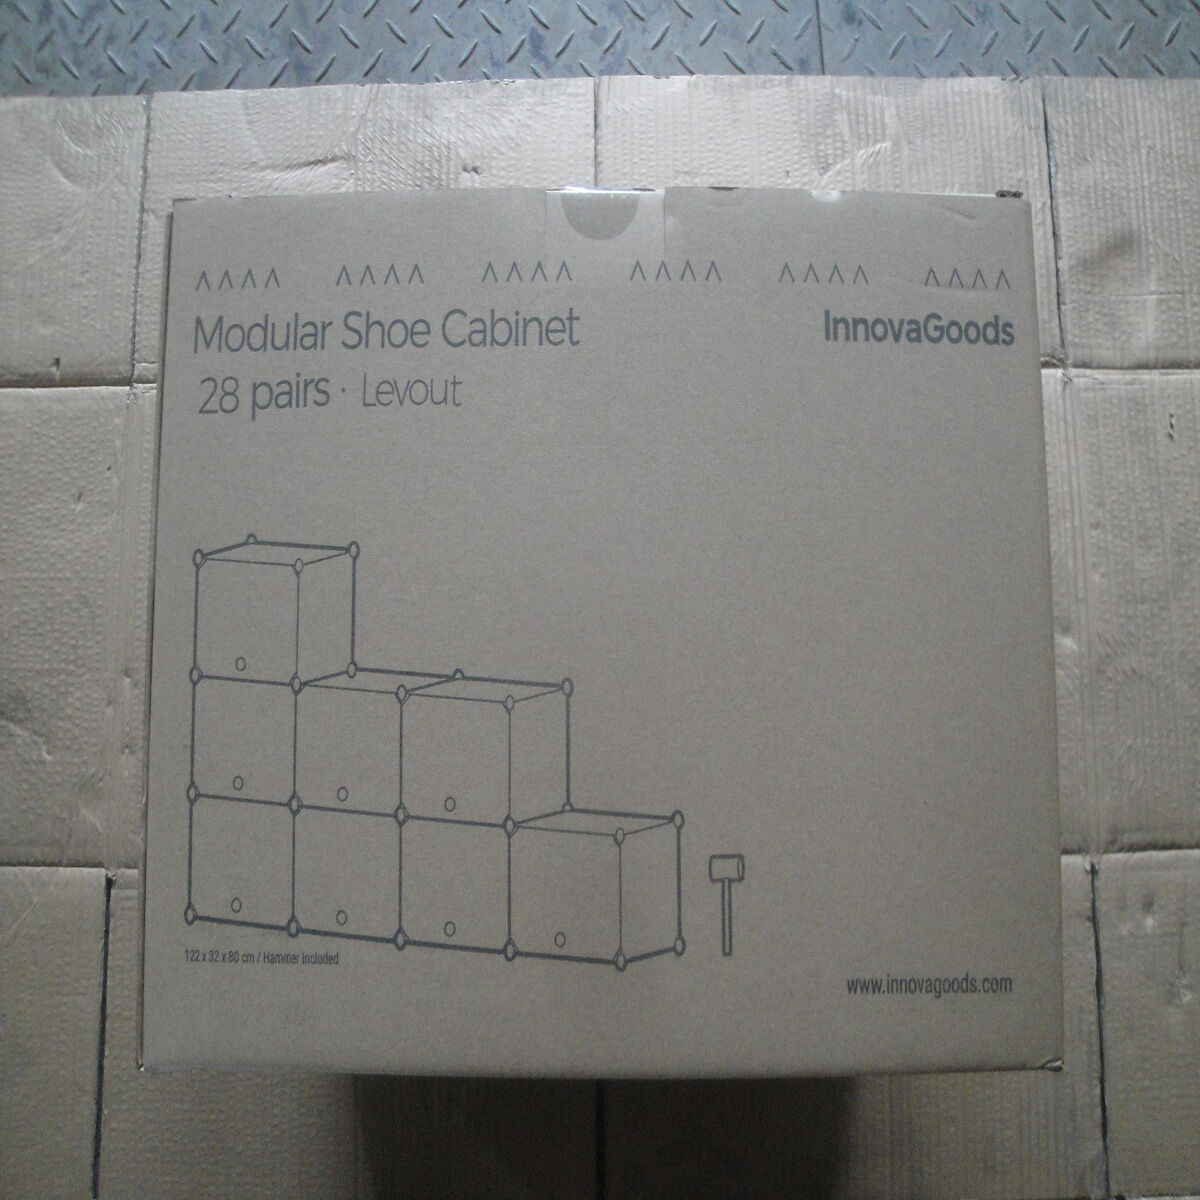 Modular Shoe Cabinet
InnovaGoods
28 pairs · Levout
122 x 32 x 80 cm / Hammer included
www.innovagoods.com